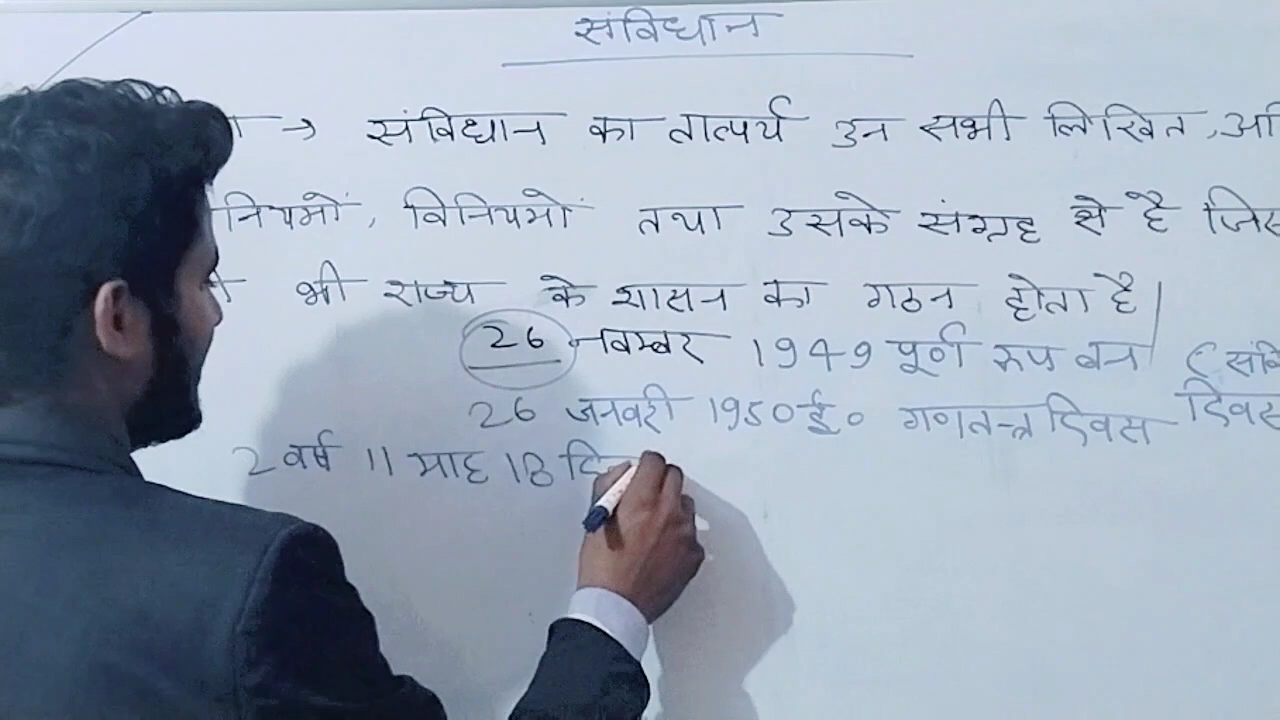 संविधान
→ संविधान का तात्पर्य उन सभी लिखित,
नियमों, विनियमों तथा उसके संग्रह से है
भी राज्य के शासन का गठन होता है|
26 नवम्बर 1949 पूर्ण रूप बन (
26 जनवरी 1950 ई० गणतन्त्र दिवस दिवस
2 वर्ष 11 माह 18